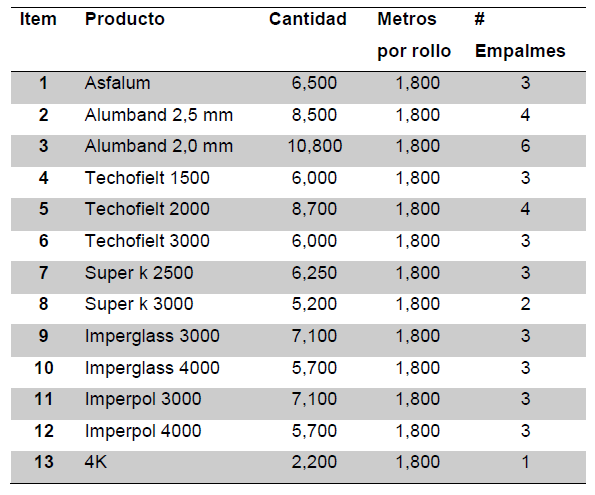 Item Producto Cantidad Metros #
por rollo Empalmes
1 Asfalum 6,500 1,800 3
2 Alumband 2,5 mm 8,500 1,800 4
3 Alumband 2,0 mm 10,800 1,800 6
4 Techofielt 1500 6,000 1,800 3
5 Techofielt 2000 8,700 1,800 4
6 Techofielt 3000 6,000 1,800 3
7 Super k 2500 6,250 1,800 3
8 Super k 3000 5,200 1,800 2
9 Imperglass 3000 7,100 1,800 3
10 Imperglass 4000 5,700 1,800 3
11 Imperpol 3000 7,100 1,800 3
12 Imperpol 4000 5,700 1,800 3
13 4K 2,200 1,800 1